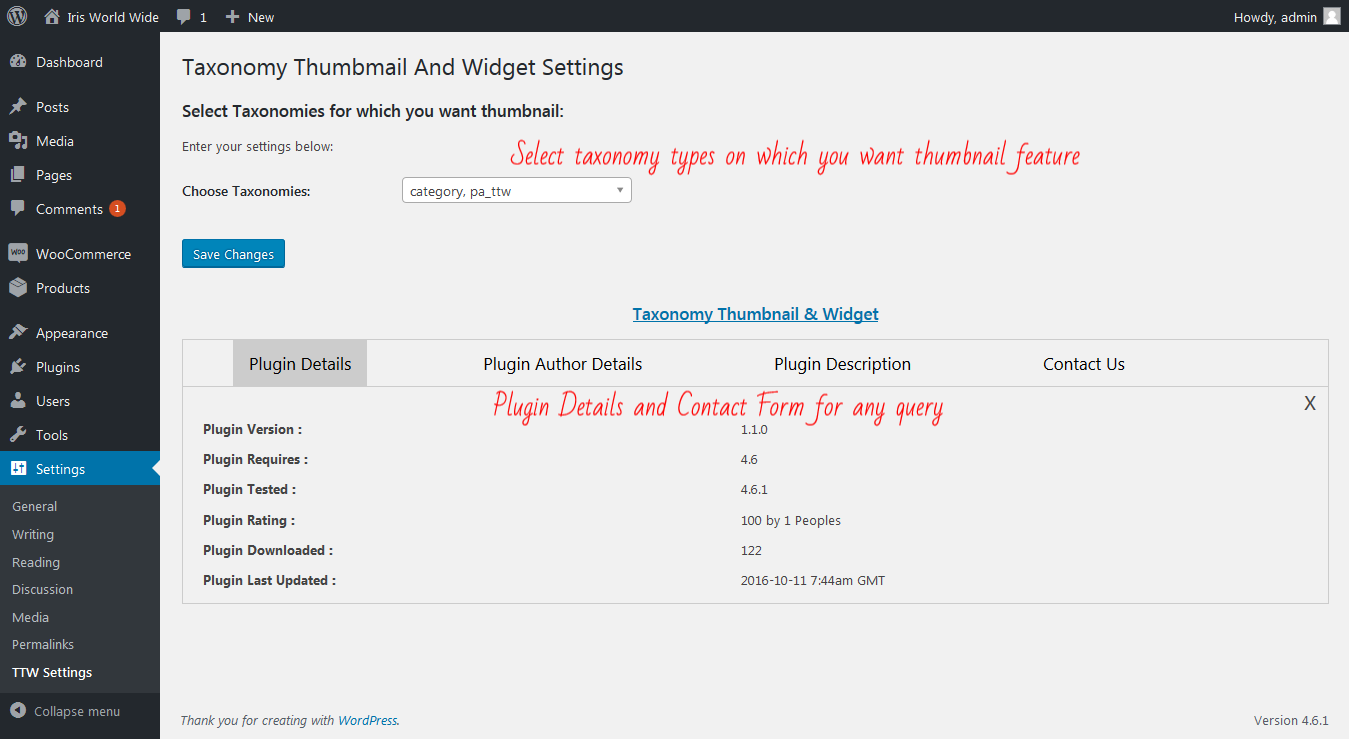 Iris World Wide 1 New Howdy, admin
Dashboard
Posts
Media
Pages
Comments 1
WooCommerce
Products
Appearance
Plugins
Users
Tools
Settings
General
Writing
Reading
Discussion
Media
Permalinks
TTW Settings
Collapse menu
Taxonomy Thumbmail And Widget Settings
Select Taxonomies for which you want thumbnail:
Enter your settings below:
Select taxonomy types on which you want thumbnail feature
Choose Taxonomies: category, pa_ttw
Save Changes
Taxonomy Thumbnail & Widget
Plugin Details Plugin Author Details Plugin Description Contact Us
Plugin Details and Contact Form for any query X
Plugin Version : 1.1.0
Plugin Requires : 4.6
Plugin Tested : 4.6.1
Plugin Rating : 100 by 1 Peoples
Plugin Downloaded : 122
Plugin Last Updated : 2016-10-11 7:44am GMT
Thank you for creating with WordPress. Version 4.6.1